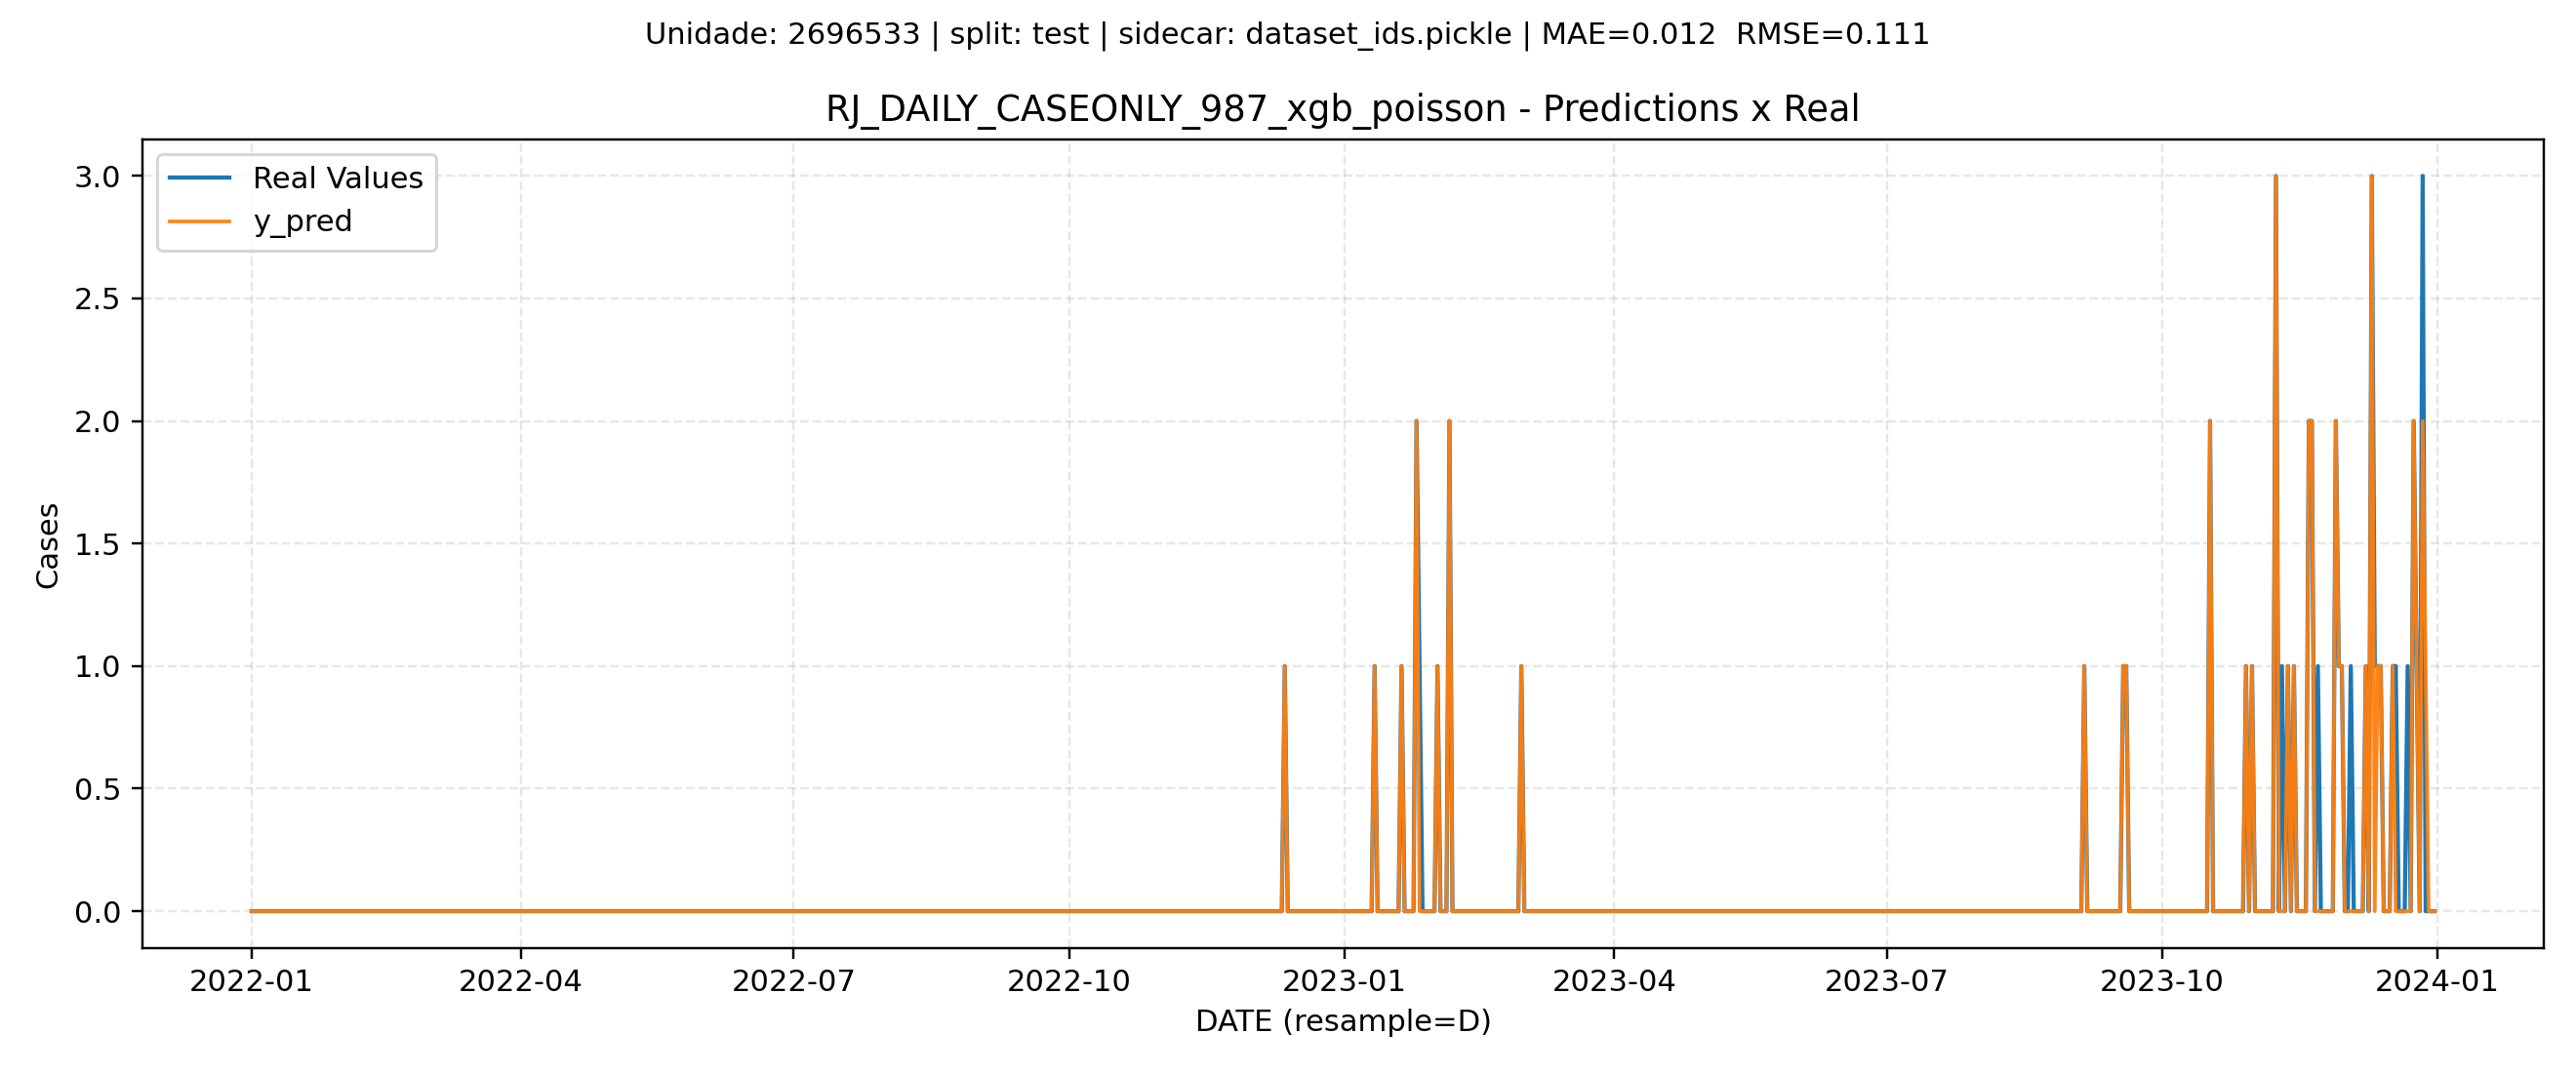 Unidade: 2696533 | split: test | sidecar: dataset_ids.pickle | MAE=0.012  RMSE=0.111
RJ_DAILY_CASEONLY_987_xgb_poisson - Predictions x Real
Real Values
y_pred
Cases
3.0
2.5
2.0
1.5
1.0
0.5
0.0
2022-01
2022-04
2022-07
2022-10
2023-01
2023-04
2023-07
2023-10
2024-01
DATE (resample=D)